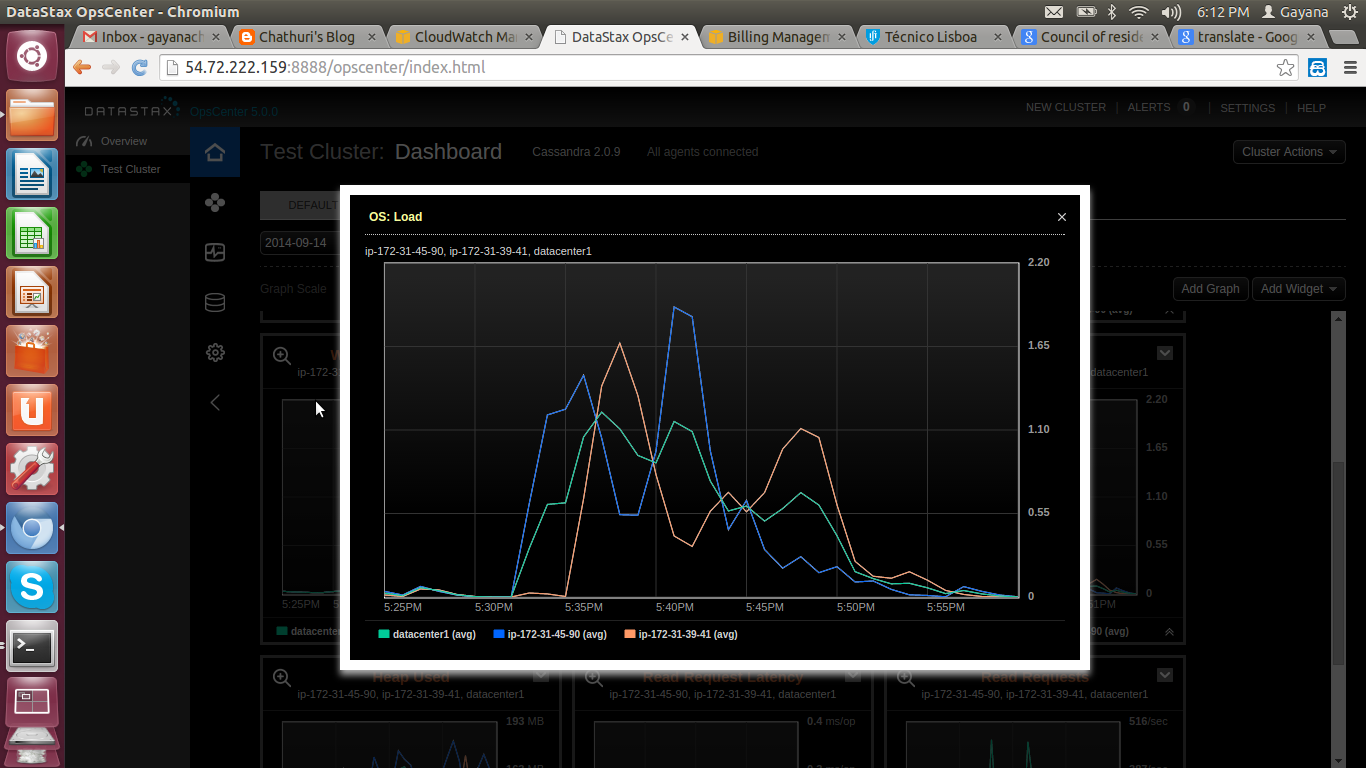 DataStax OpsCenter - Chromium
6:12 PM Gayana
Inbox - gayanach
Chathuri's Blog
CloudWatch Ma
DataStax OpsCe
Billing Managem
Técnico Lisboa
Council of reside
translate - Goog
54.72.222.159:8888/opscenter/index.html
DATASTAX OpsCenter 5.0.0
NEW CLUSTER | ALERTS 0 | SETTINGS | HELP
Overview
Test Cluster
Test Cluster: Dashboard Cassandra 2.0.9 All agents connected
Cluster Actions
DEFAULT
2014-09-14
Graph Scale
Add Graph Add Widget
OS: Load
ip-172-31-45-90, ip-172-31-39-41, datacenter1
2.20
1.65
1.10
0.55
0
5:25PM 5:30PM 5:35PM 5:40PM 5:45PM 5:50PM 5:55PM
datacenter1 (avg) ip-172-31-45-90 (avg) ip-172-31-39-41 (avg)
W
ip-172-3
datacenter1
2.20
1.65
1.10
0.55
0
5:25PM
51PM
datacente
90 (avg)
Heap Used
ip-172-31-45-90, ip-172-31-39-41, datacenter1
193 MB
Read Request Latency
ip-172-31-45-90, ip-172-31-39-41, datacenter1
0.4 ms/op
Read Requests
ip-172-31-45-90, ip-172-31-39-41, datacenter1
516/sec